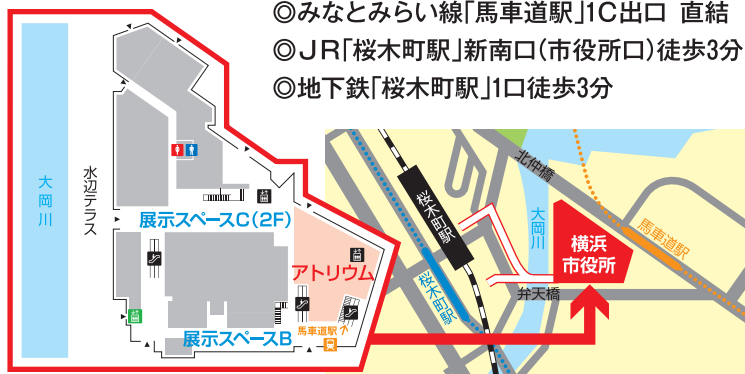 ◎みなとみらい線「馬車道駅」1C出口 直結
◎JR「桜木町駅」新南口(市役所口)徒歩3分
◎地下鉄「桜木町駅」1口徒歩3分
大岡川
水辺テラス
展示スペースC(2F)
アトリウム
展示スペースB
馬車道駅
北仲橋
桜木町駅
桜木町駅
大岡川
横浜
市役所
馬車道駅
弁天橋